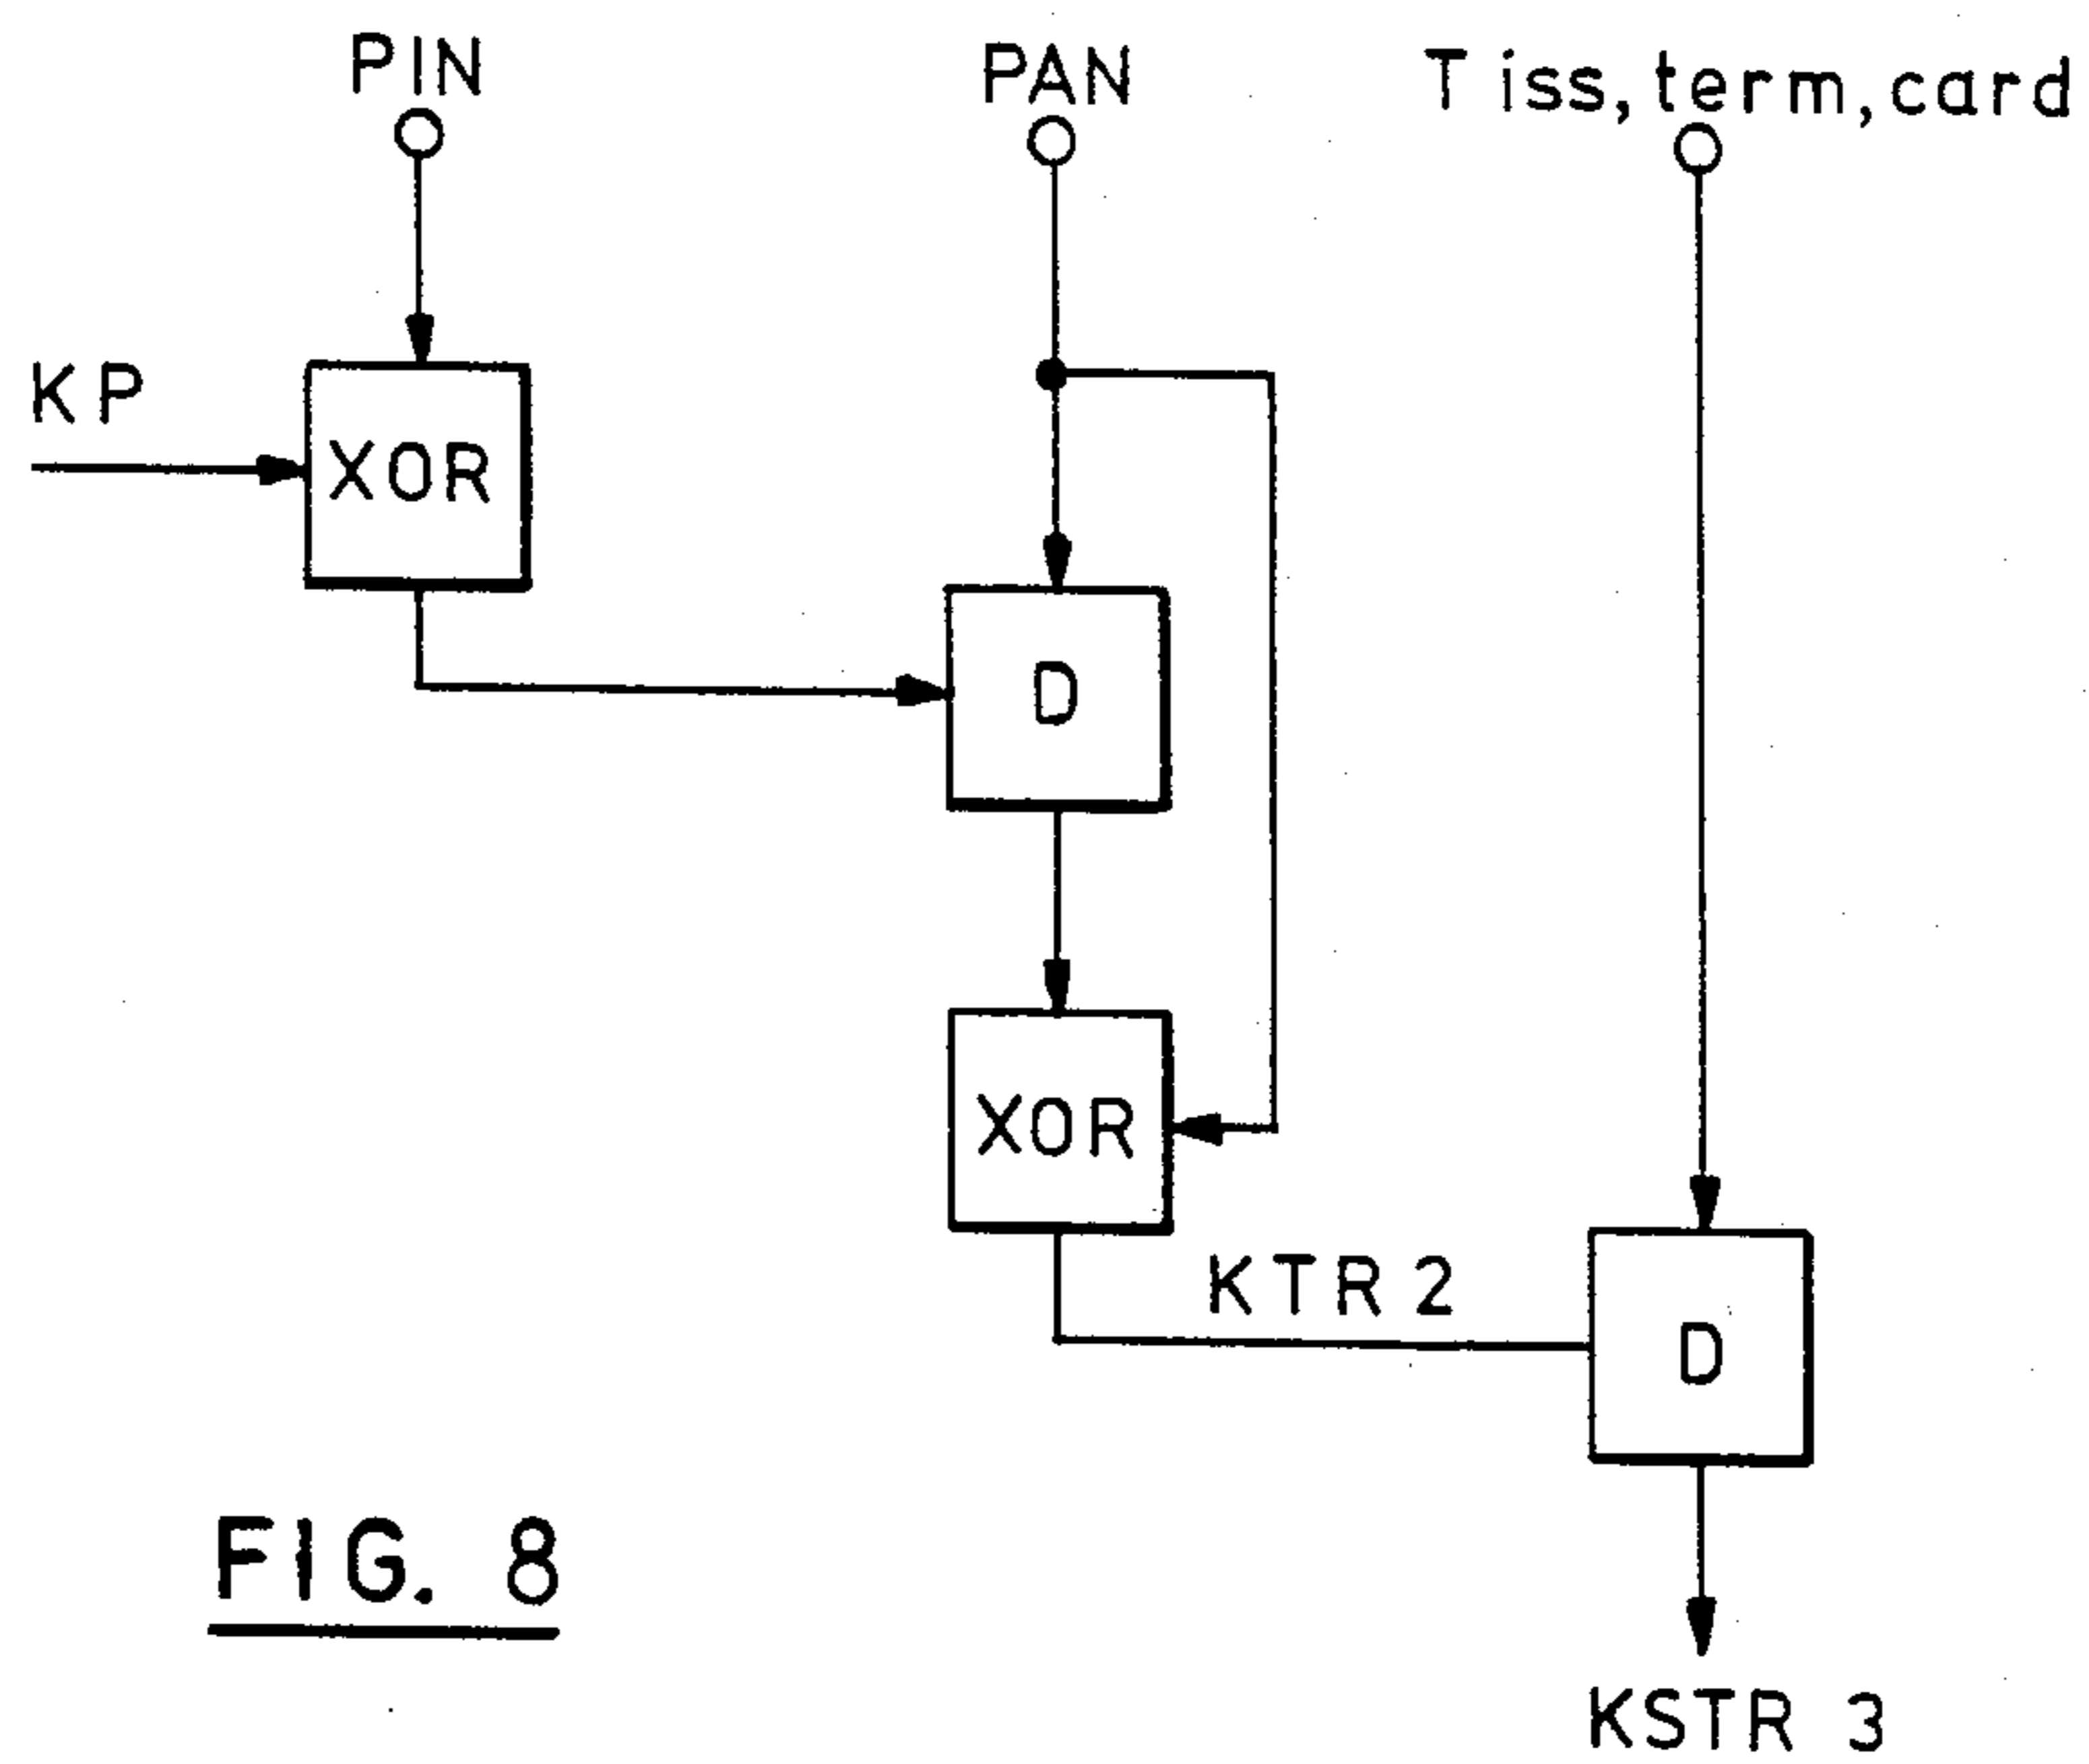 PIN
PAN
T iss, term, card
KP
XOR
D
XOR
KTR 2
D
FIG. 8
KSTR 3